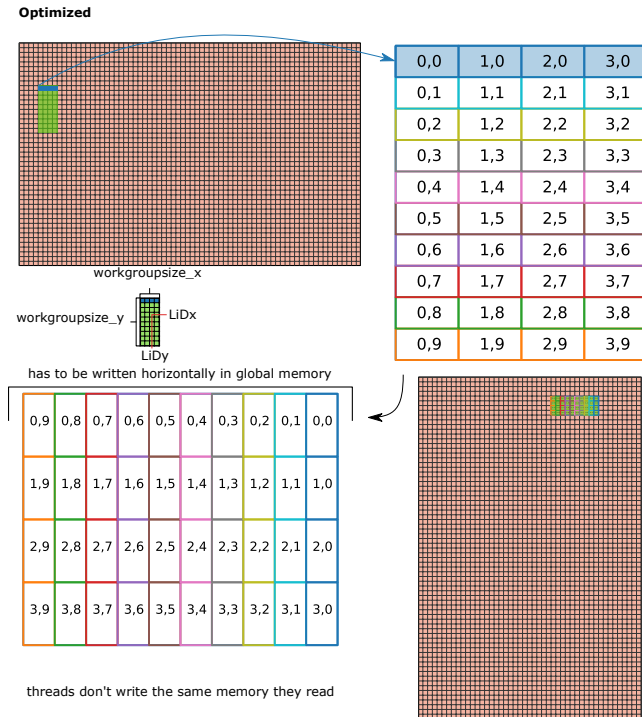 Optimized
0,0 1,0 2,0 3,0
0,1 1,1 2,1 3,1
0,2 1,2 2,2 3,2
0,3 1,3 2,3 3,3
0,4 1,4 2,4 3,4
0,5 1,5 2,5 3,5
0,6 1,6 2,6 3,6
0,7 1,7 2,7 3,7
0,8 1,8 2,8 3,8
0,9 1,9 2,9 3,9
workgroupsize_x
workgroupsize_y
LiDx
LiDy
has to be written horizontally in global memory
0,9 0,8 0,7 0,6 0,5 0,4 0,3 0,2 0,1 0,0
1,9 1,8 1,7 1,6 1,5 1,4 1,3 1,2 1,1 1,0
2,9 2,8 2,7 2,6 2,5 2,4 2,3 2,2 2,1 2,0
3,9 3,8 3,7 3,6 3,5 3,4 3,3 3,2 3,1 3,0
threads don't write the same memory they read